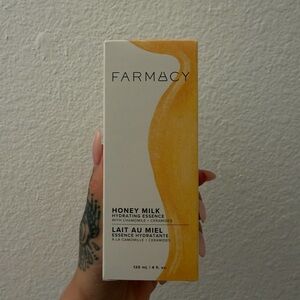 FARMACY
HONEY MILK
HYDRATING ESSENCE
WITH CHAMOMILE + CERAMIDES
LAIT AU MIEL
ESSENCE HYDRATANTE
À LA CAMOMILLE + CERAMIDES
120 mL / 4 fl. oz.